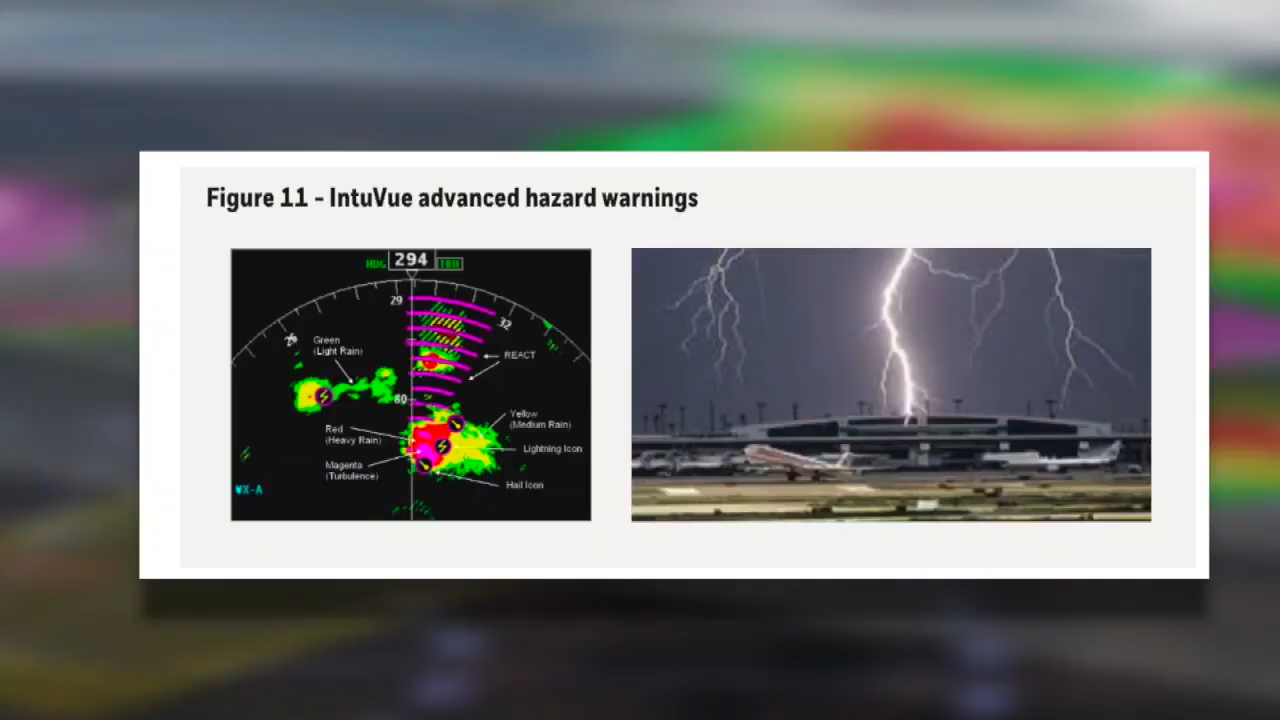 Figure 11 - IntuVue advanced hazard warnings
HDG 294 TRU
29
32
26
Green
(Light Rain)
REACT
80
Yellow
(Medium Rain)
Red
(Heavy Rain)
Lightning Icon
Magenta
(Turbulence)
Hail Icon
WX-A